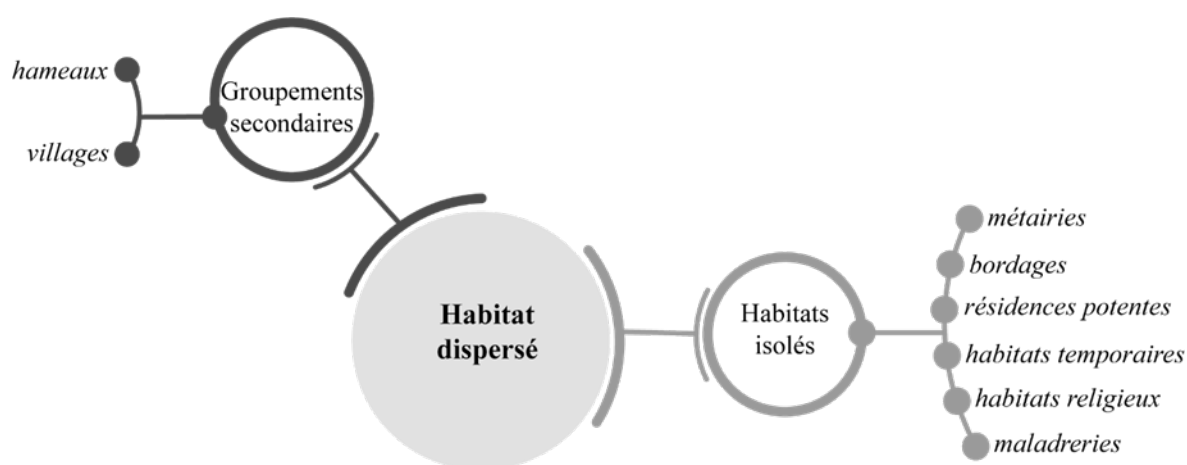 hameaux
villages
Groupements
secondaires
Habitat
dispersé
Habitats
isolés
métairies
bordages
résidences potentes
habitats temporaires
habitats religieux
maladreries